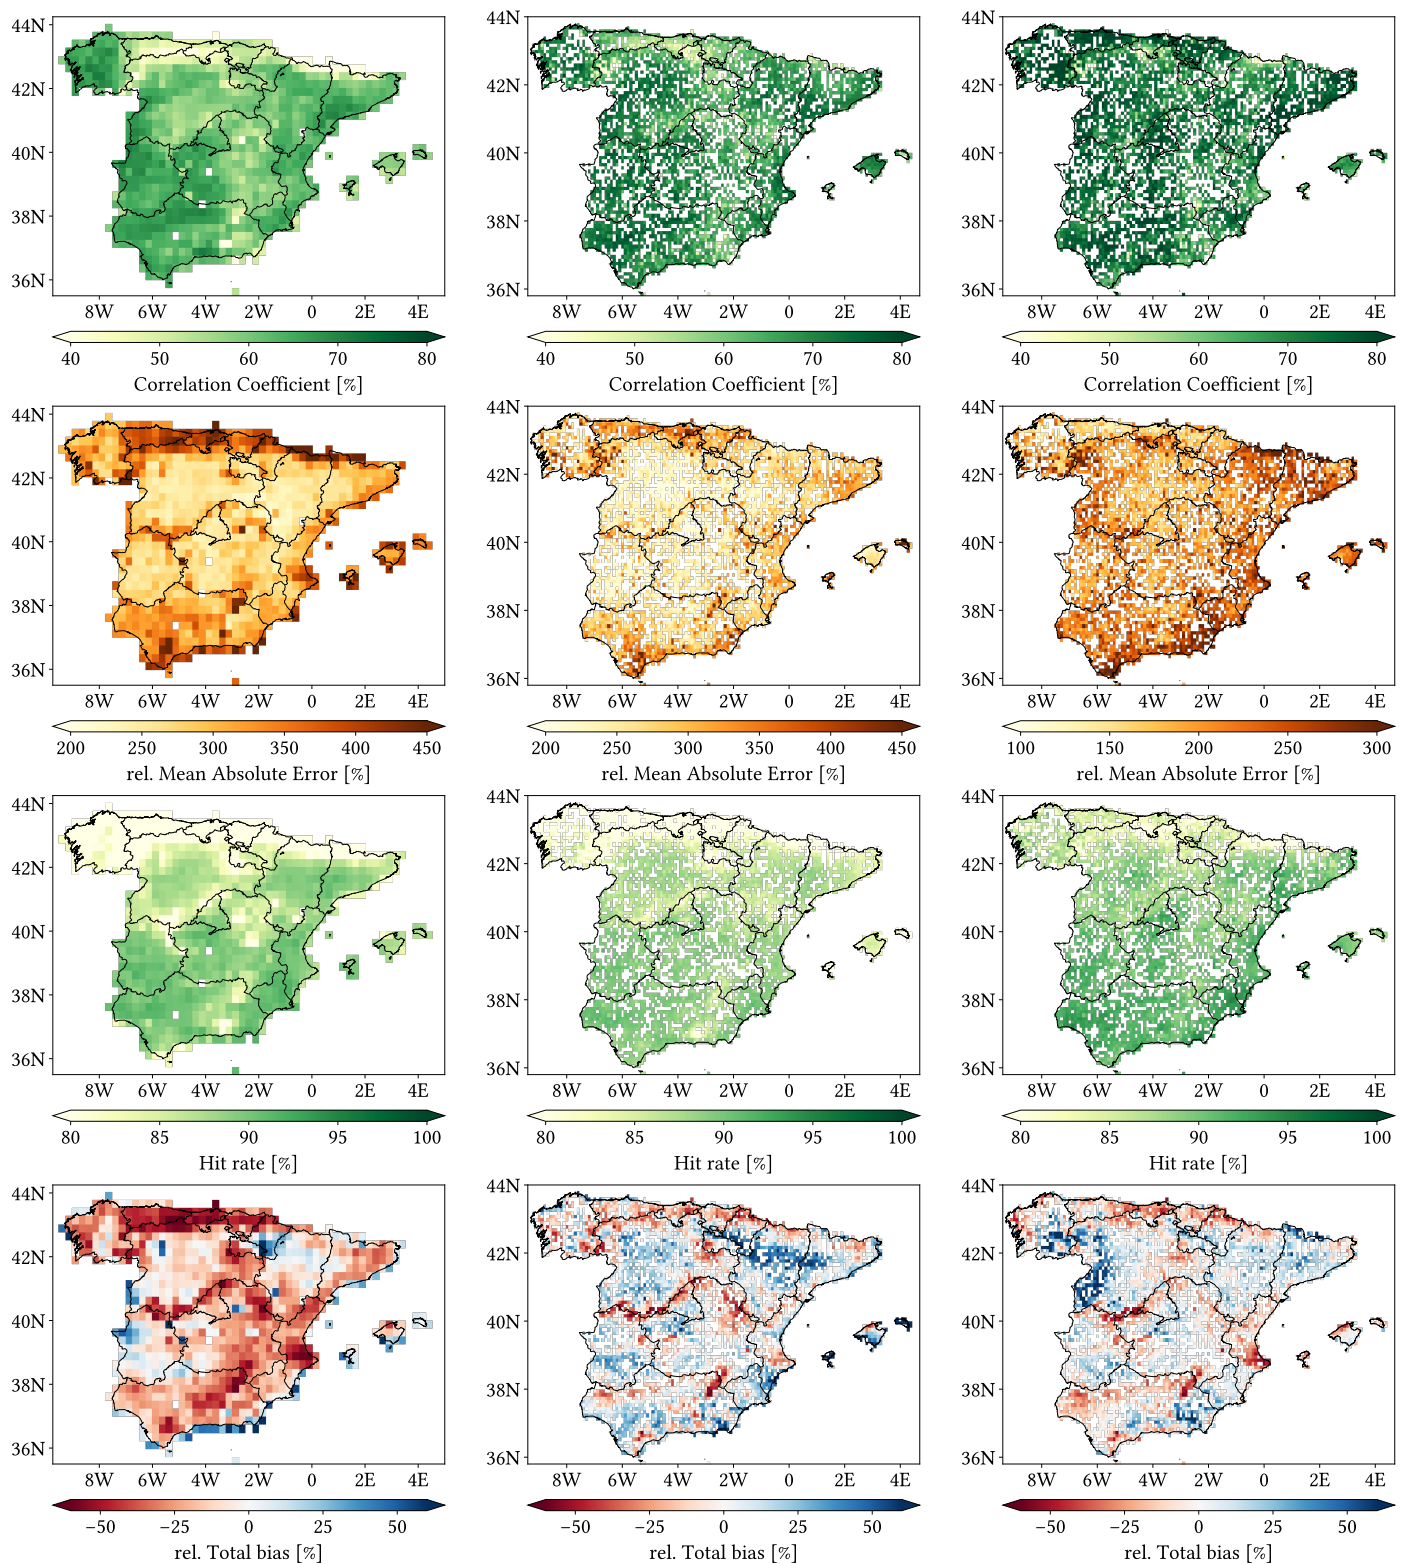 44N 44N 44N
42N 42N 42N
40N 40N 40N
38N 38N 38N
36N 36N 36N
8W 6W 4W 2W 0 2E 4E 8W 6W 4W 2W 0 2E 4E 8W 6W 4W 2W 0 2E 4E
40 50 60 70 80 40 50 60 70 80 40 50 60 70 80
Correlation Coefficient [%] Correlation Coefficient [%] Correlation Coefficient [%]
44N 44N 44N
42N 42N 42N
40N 40N 40N
38N 38N 38N
36N 36N 36N
8W 6W 4W 2W 0 2E 4E 8W 6W 4W 2W 0 2E 4E 8W 6W 4W 2W 0 2E 4E
200 250 300 350 400 450 200 250 300 350 400 450 100 150 200 250 300
rel. Mean Absolute Error [%] rel. Mean Absolute Error [%] rel. Mean Absolute Error [%]
44N 44N 44N
42N 42N 42N
40N 40N 40N
38N 38N 38N
36N 36N 36N
8W 6W 4W 2W 0 2E 4E 8W 6W 4W 2W 0 2E 4E 8W 6W 4W 2W 0 2E 4E
80 85 90 95 100 80 85 90 95 100 80 85 90 95 100
Hit rate [%] Hit rate [%] Hit rate [%]
44N 44N 44N
42N 42N 42N
40N 40N 40N
38N 38N 38N
36N 36N 36N
8W 6W 4W 2W 0 2E 4E 8W 6W 4W 2W 0 2E 4E 8W 6W 4W 2W 0 2E 4E
−50 −25 0 25 50 −50 −25 0 25 50 −50 −25 0 25 50
rel. Total bias [%] rel. Total bias [%] rel. Total bias [%]